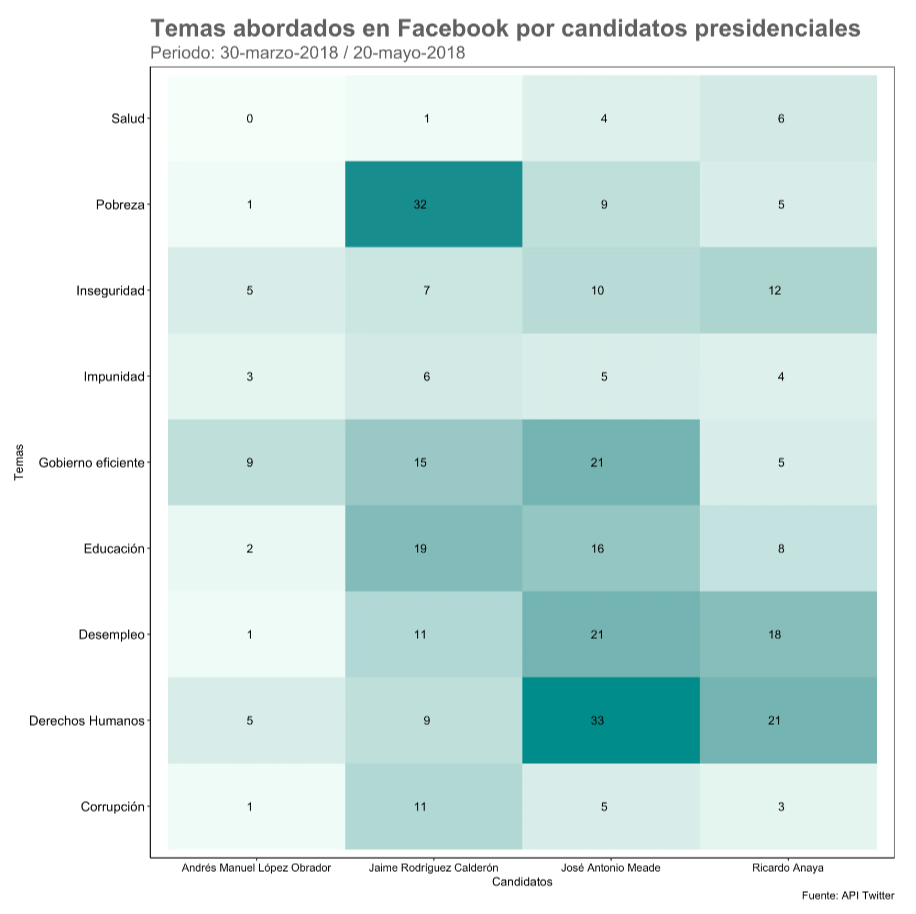 Temas abordados en Facebook por candidatos presidenciales
Periodo: 30-marzo-2018 / 20-mayo-2018
Temas
Salud 0 1 4 6
Pobreza 1 32 9 5
Inseguridad 5 7 10 12
Impunidad 3 6 5 4
Gobierno eficiente 9 15 21 5
Educación 2 19 16 8
Desempleo 1 11 21 18
Derechos Humanos 5 9 33 21
Corrupción 1 11 5 3
Andrés Manuel López Obrador Jaime Rodríguez Calderón José Antonio Meade Ricardo Anaya
Candidatos
Fuente: API Twitter